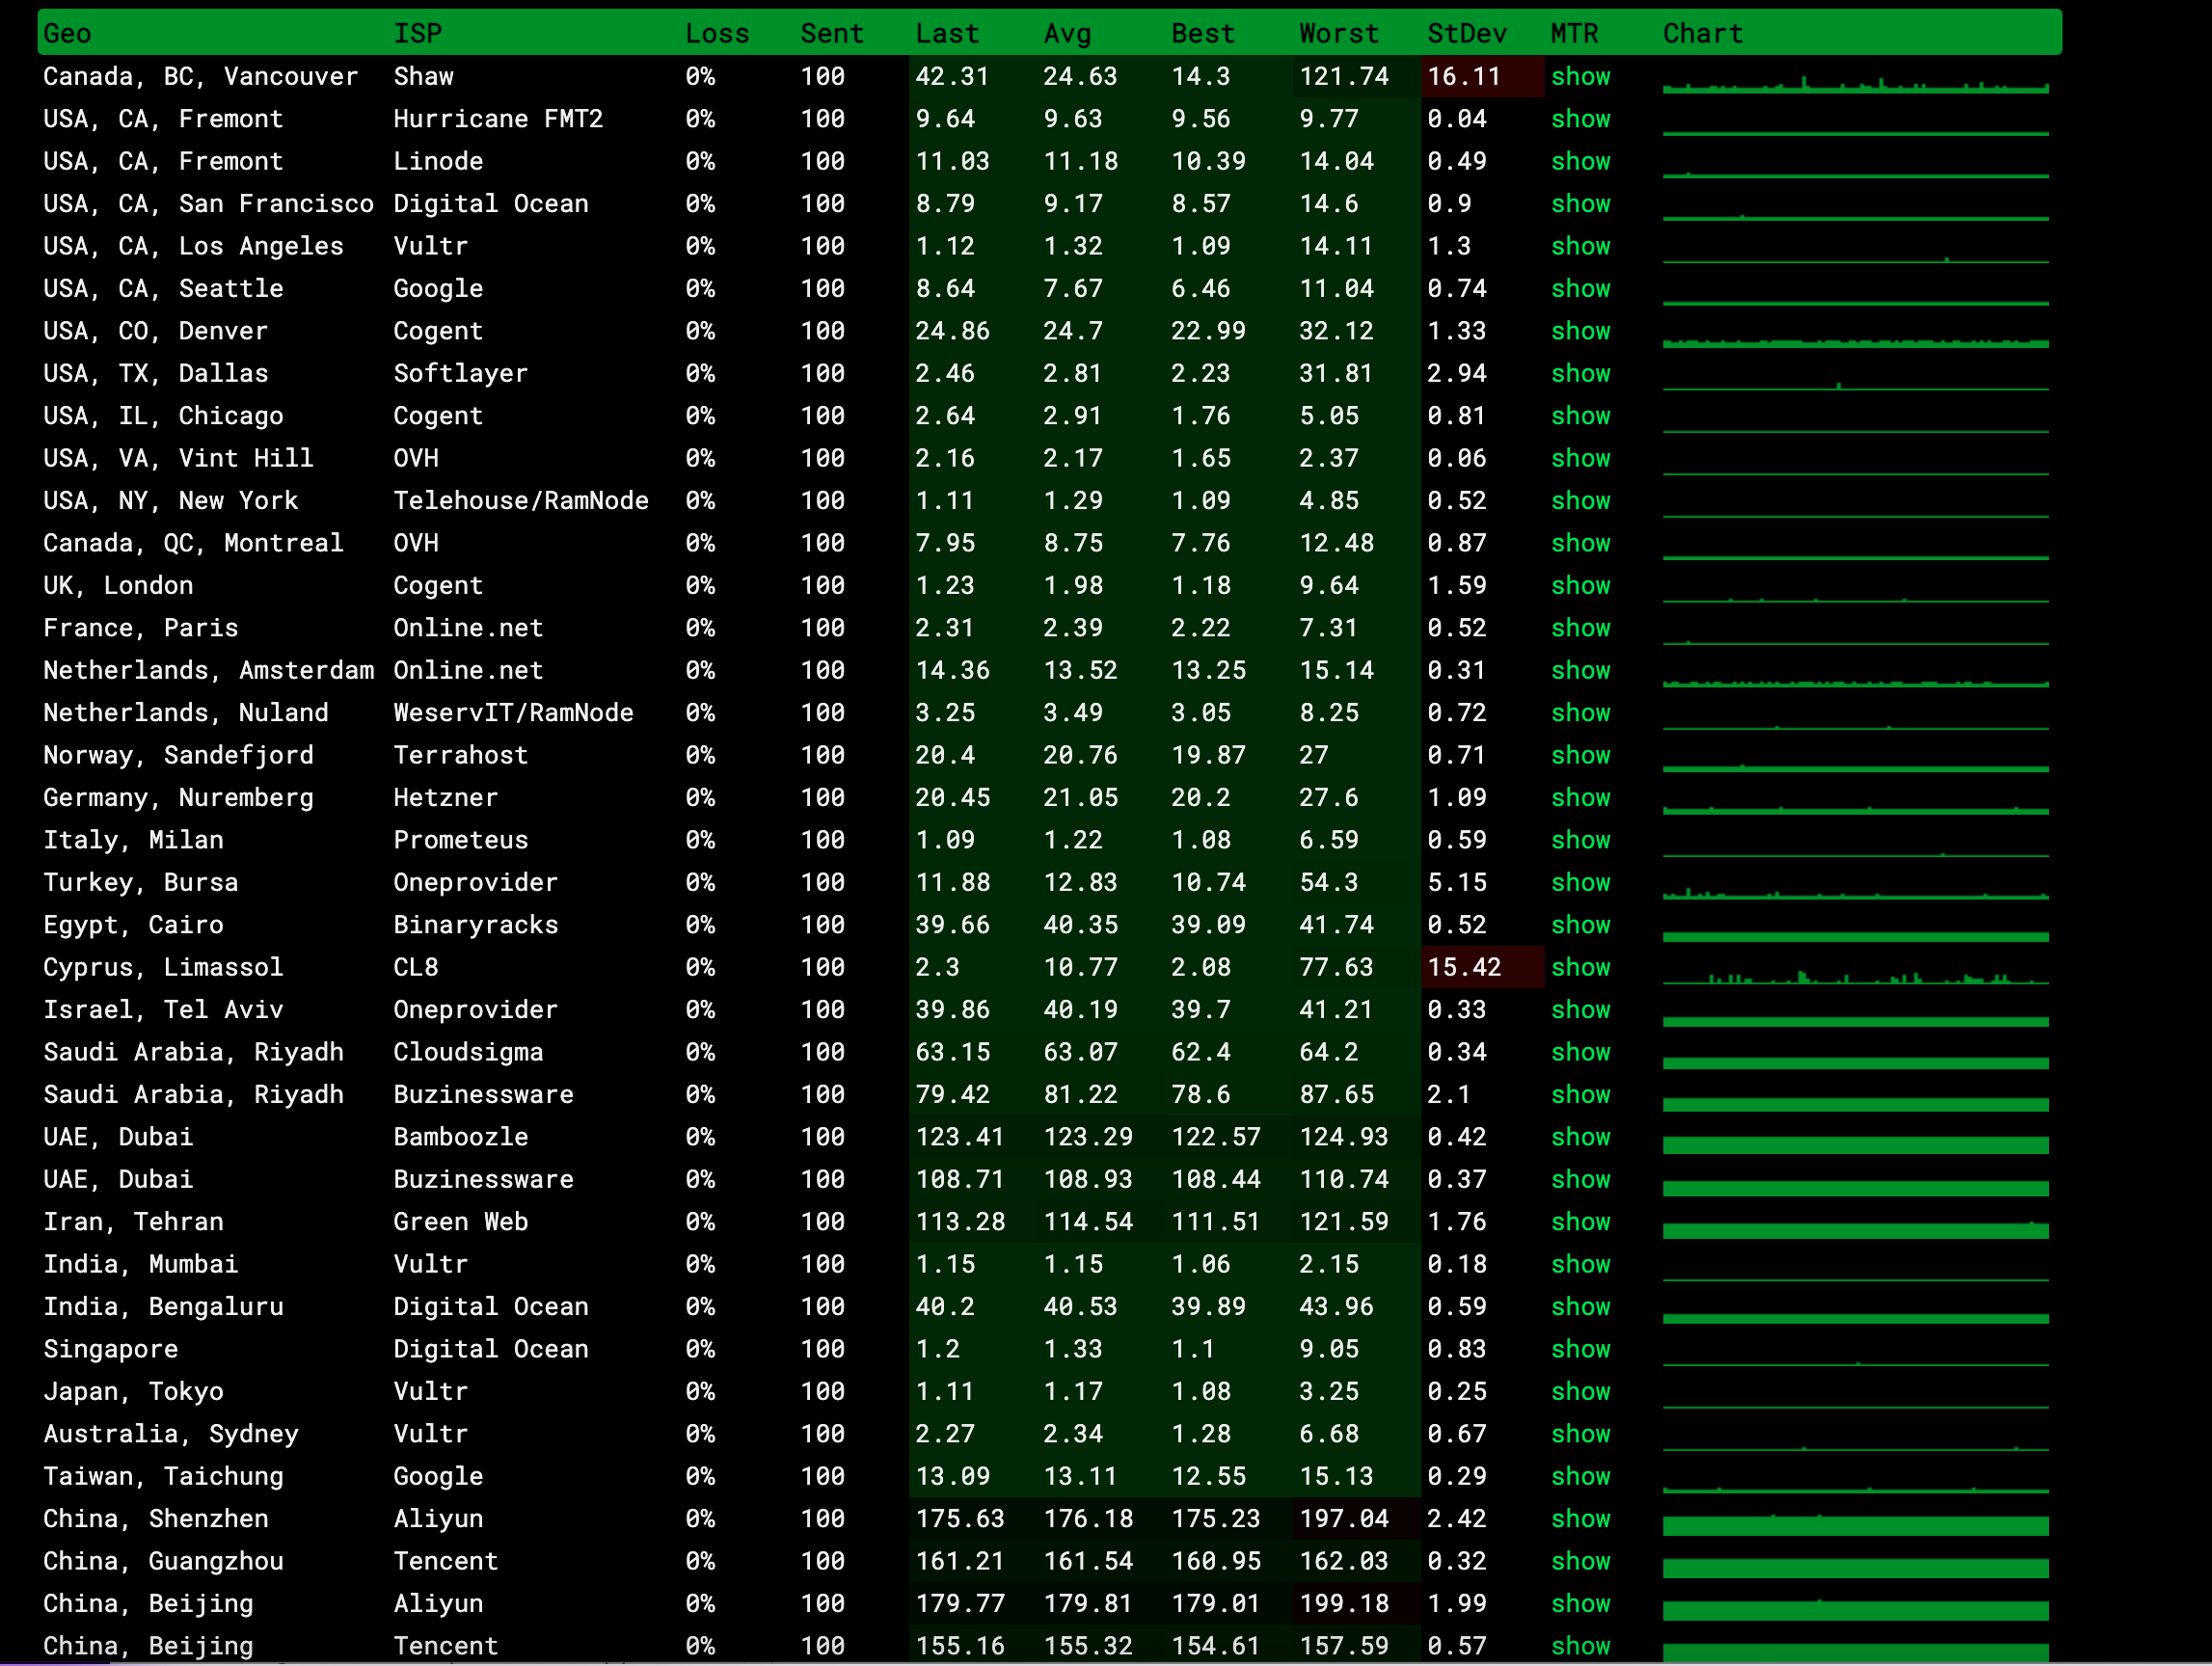 Geo ISP Loss Sent Last Avg Best Worst StDev MTR Chart
Canada, BC, Vancouver Shaw 0% 100 42.31 24.63 14.3 121.74 16.11 show
USA, CA, Fremont Hurricane FMT2 0% 100 9.64 9.63 9.56 9.77 0.04 show
USA, CA, Fremont Linode 0% 100 11.03 11.18 10.39 14.04 0.49 show
USA, CA, San Francisco Digital Ocean 0% 100 8.79 9.17 8.57 14.6 0.9 show
USA, CA, Los Angeles Vultr 0% 100 1.12 1.32 1.09 14.11 1.3 show
USA, CA, Seattle Google 0% 100 8.64 7.67 6.46 11.04 0.74 show
USA, CO, Denver Cogent 0% 100 24.86 24.7 22.99 32.12 1.33 show
USA, TX, Dallas Softlayer 0% 100 2.46 2.81 2.23 31.81 2.94 show
USA, IL, Chicago Cogent 0% 100 2.64 2.91 1.76 5.05 0.81 show
USA, VA, Vint Hill OVH 0% 100 2.16 2.17 1.65 2.37 0.06 show
USA, NY, New York Telehouse/RamNode 0% 100 1.11 1.29 1.09 4.85 0.52 show
Canada, QC, Montreal OVH 0% 100 7.95 8.75 7.76 12.48 0.87 show
UK, London Cogent 0% 100 1.23 1.98 1.18 9.64 1.59 show
France, Paris Online.net 0% 100 2.31 2.39 2.22 7.31 0.52 show
Netherlands, Amsterdam Online.net 0% 100 14.36 13.52 13.25 15.14 0.31 show
Netherlands, Nuland WeservIT/RamNode 0% 100 3.25 3.49 3.05 8.25 0.72 show
Norway, Sandefjord Terrahost 0% 100 20.4 20.76 19.87 27 0.71 show
Germany, Nuremberg Hetzner 0% 100 20.45 21.05 20.2 27.6 1.09 show
Italy, Milan Prometeus 0% 100 1.09 1.22 1.08 6.59 0.59 show
Turkey, Bursa Oneprovider 0% 100 11.88 12.83 10.74 54.3 5.15 show
Egypt, Cairo Binaryracks 0% 100 39.66 40.35 39.09 41.74 0.52 show
Cyprus, Limassol CL8 0% 100 2.3 10.77 2.08 77.63 15.42 show
Israel, Tel Aviv Oneprovider 0% 100 39.86 40.19 39.7 41.21 0.33 show
Saudi Arabia, Riyadh Cloudsigma 0% 100 63.15 63.07 62.4 64.2 0.34 show
Saudi Arabia, Riyadh Buzinessware 0% 100 79.42 81.22 78.6 87.65 2.1 show
UAE, Dubai Bamboozle 0% 100 123.41 123.29 122.57 124.93 0.42 show
UAE, Dubai Buzinessware 0% 100 108.71 108.93 108.44 110.74 0.37 show
Iran, Tehran Green Web 0% 100 113.28 114.54 111.51 121.59 1.76 show
India, Mumbai Vultr 0% 100 1.15 1.15 1.06 2.15 0.18 show
India, Bengaluru Digital Ocean 0% 100 40.2 40.53 39.89 43.96 0.59 show
Singapore Digital Ocean 0% 100 1.2 1.33 1.1 9.05 0.83 show
Japan, Tokyo Vultr 0% 100 1.11 1.17 1.08 3.25 0.25 show
Australia, Sydney Vultr 0% 100 2.27 2.34 1.28 6.68 0.67 show
Taiwan, Taichung Google 0% 100 13.09 13.11 12.55 15.13 0.29 show
China, Shenzhen Aliyun 0% 100 175.63 176.18 175.23 197.04 2.42 show
China, Guangzhou Tencent 0% 100 161.21 161.54 160.95 162.03 0.32 show
China, Beijing Aliyun 0% 100 179.77 179.81 179.01 199.18 1.99 show
China, Beijing Tencent 0% 100 155.16 155.32 154.61 157.59 0.57 show